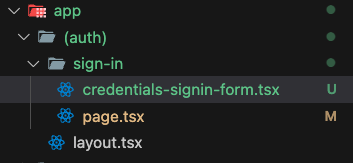 app
(auth)
sign-in
credentials-signin-form.tsx U
page.tsx M
layout.tsx